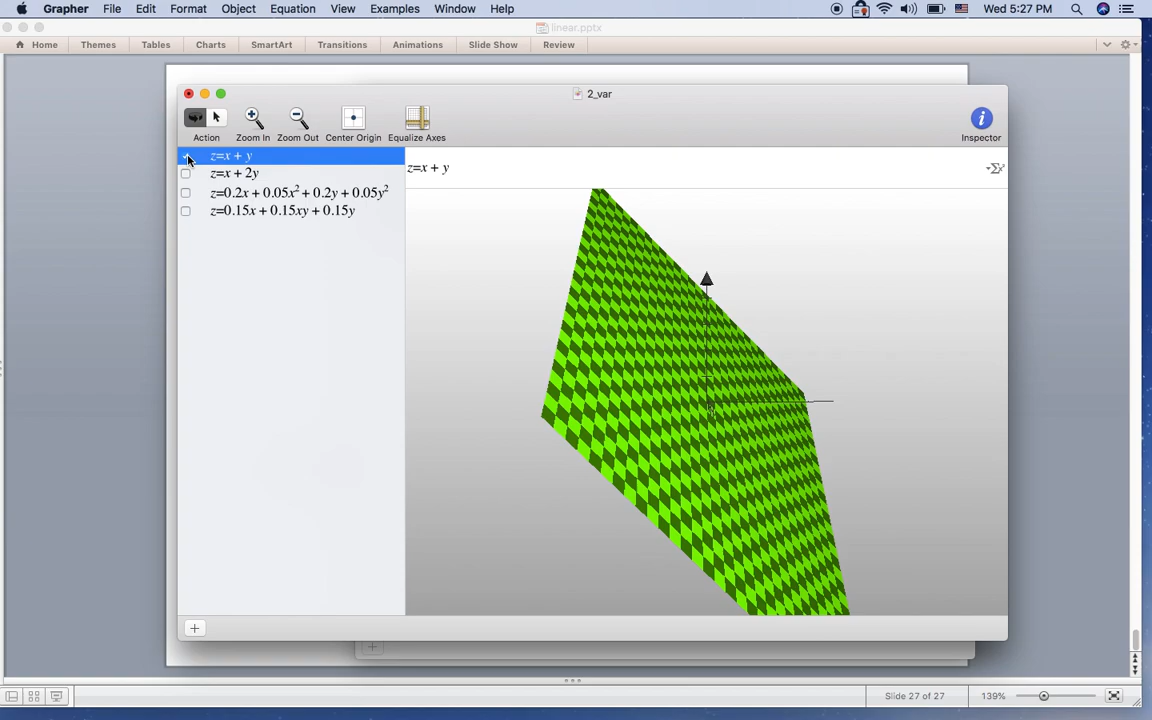 Grapher File Edit Format Object Equation View Examples Window Help Wed 5:27 PM
linear.pptx
Home Themes Tables Charts SmartArt Transitions Animations Slide Show Review
2_var
Action Zoom In Zoom Out Center Origin Equalize Axes Inspector
z=x + y
z=x + y
z=x + 2y
z=0.2x + 0.05x² + 0.2y + 0.05y²
z=0.15x + 0.15xy + 0.15y
Slide 27 of 27 139%